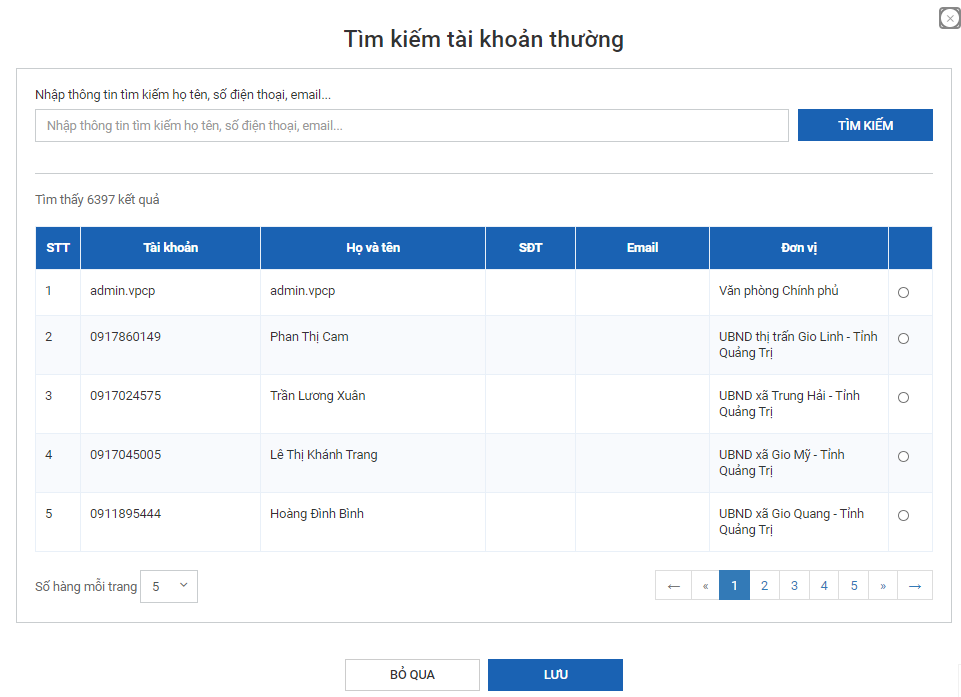 Tìm kiếm tài khoản thường
Nhập thông tin tìm kiếm họ tên, số điện thoại, email...
Nhập thông tin tìm kiếm họ tên, số điện thoại, email...
TÌM KIẾM
Tìm thấy 6397 kết quả
STT Tài khoản Họ và tên SĐT Email Đơn vị
1 admin.vpcp admin.vpcp Văn phòng Chính phủ
2 0917860149 Phan Thị Cam UBND thị trấn Gio Linh - Tỉnh
Quảng Trị
3 0917024575 Trần Lương Xuân UBND xã Trung Hải - Tỉnh
Quảng Trị
4 0917045005 Lê Thị Khánh Trang UBND xã Gio Mỹ - Tỉnh
Quảng Trị
5 0911895444 Hoàng Đình Bình UBND xã Gio Quang - Tỉnh
Quảng Trị
Số hàng mỗi trang 5 ← « 1 2 3 4 5 » →
BỎ QUA LƯU